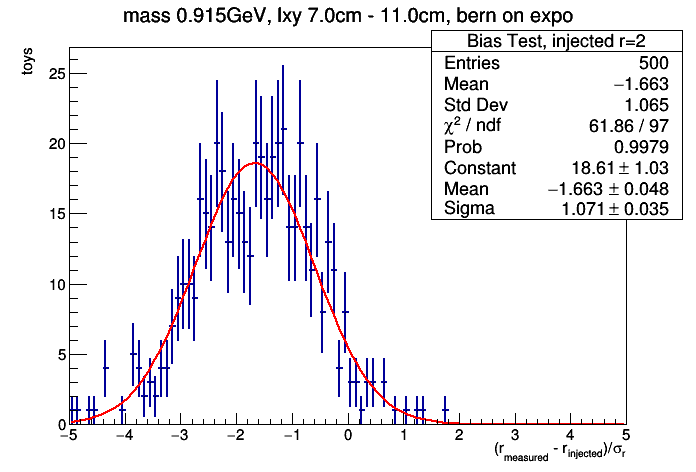 mass 0.915GeV, lxy 7.0cm - 11.0cm, bern on expo
Bias Test, injected r=2
Entries 500
Mean −1.663
Std Dev 1.065
χ² / ndf 61.86 / 97
Prob 0.9979
Constant 18.61 ± 1.03
Mean −1.663 ± 0.048
Sigma 1.071 ± 0.035
toys
25
20
15
10
5
0
−5 −4 −3 −2 −1 0 1 2 3 4 5
(r_measured - r_injected)/σ_r